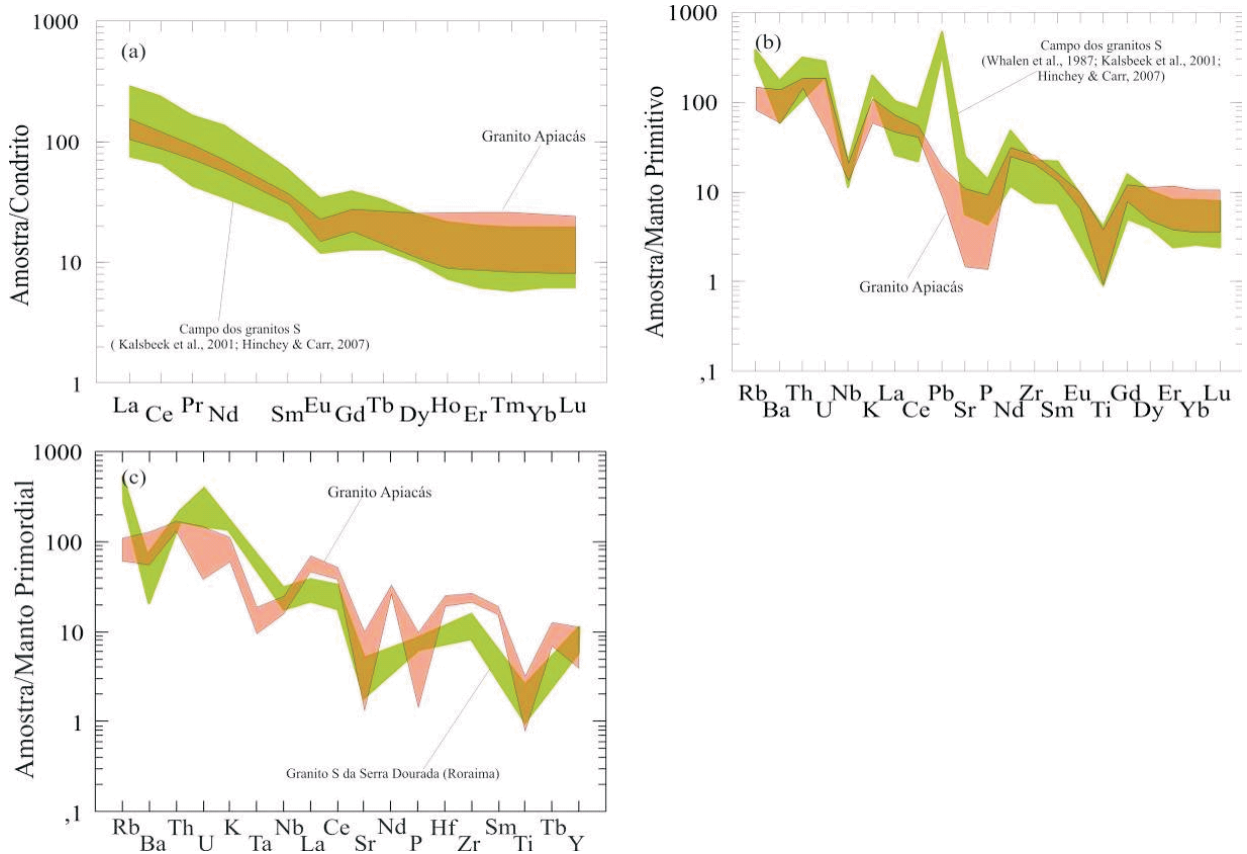 (a)
Amostra/Condrito
1000
100
10
1
Granito Apiacás
Campo dos granitos S
( Kalsbeek et al., 2001; Hinchey & Carr, 2007)
La Ce Pr Nd Sm Eu Gd Tb Dy Ho Er Tm Yb Lu
(b)
Amostra/Manto Primitivo
1000
100
10
1
,1
Campo dos granitos S
(Whalen et al., 1987; Kalsbeek et al., 2001;
Hinchey & Carr, 2007)
Granito Apiacás
Rb Ba Th U Nb K La Ce Pb Sr P Nd Zr Sm Eu Ti Gd Dy Er Yb Lu
(c)
Amostra/Manto Primordial
1000
100
10
1
,1
Granito Apiacás
Granito S da Serra Dourada (Roraima)
Rb Ba Th U K Ta Nb La Ce Sr Nd P Hf Zr Sm Ti Tb Y